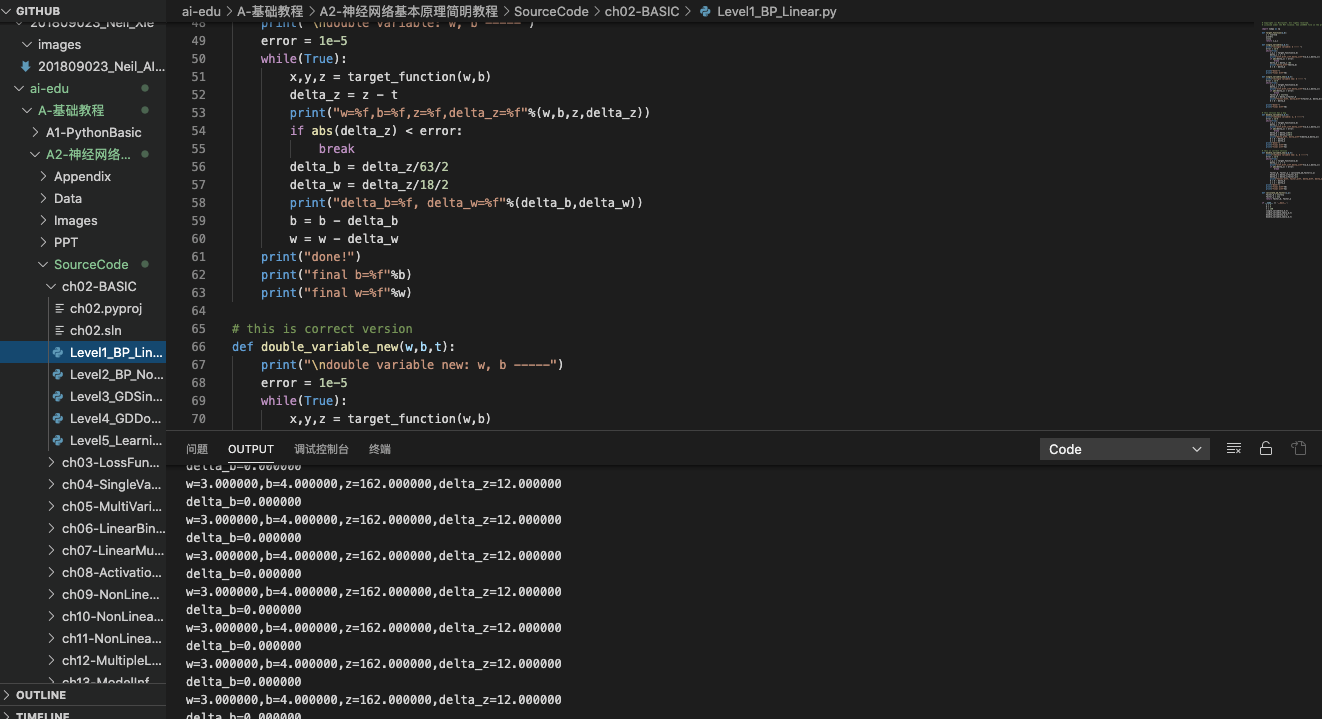 GITHUB
201809023_Neil_Xie
images
201809023_Neil_AI...
ai-edu
A-基础教程
A1-PythonBasic
A2-神经网络...
Appendix
Data
Images
PPT
SourceCode
ch02-BASIC
ch02.pyproj
ch02.sln
Level1_BP_Lin...
Level2_BP_No...
Level3_GDSin...
Level4_GDDo...
Level5_Learni...
ch03-LossFun...
ch04-SingleVa...
ch05-MultiVari...
ch06-LinearBin...
ch07-LinearMu...
ch08-Activatio...
ch09-NonLine...
ch10-NonLinea...
ch11-NonLinea...
ch12-MultipleL...
ch13-ModelInf...
OUTLINE
TIMELINE
ai-edu > A-基础教程 > A2-神经网络基本原理简明教程 > SourceCode > ch02-BASIC > Level1_BP_Linear.py
48 print("\ndouble variable: w, b -----")
49 error = 1e-5
50 while(True):
51 x,y,z = target_function(w,b)
52 delta_z = z - t
53 print("w=%f,b=%f,z=%f,delta_z=%f"%(w,b,z,delta_z))
54 if abs(delta_z) < error:
55 break
56 delta_b = delta_z/63/2
57 delta_w = delta_z/18/2
58 print("delta_b=%f, delta_w=%f"%(delta_b,delta_w))
59 b = b - delta_b
60 w = w - delta_w
61 print("done!")
62 print("final b=%f"%b)
63 print("final w=%f"%w)
64
65 # this is correct version
66 def double_variable_new(w,b,t):
67 print("\ndouble variable new: w, b -----")
68 error = 1e-5
69 while(True):
70 x,y,z = target_function(w,b)
问题 OUTPUT 调试控制台 终端 Code
delta_b=0.000000
w=3.000000,b=4.000000,z=162.000000,delta_z=12.000000
delta_b=0.000000
w=3.000000,b=4.000000,z=162.000000,delta_z=12.000000
delta_b=0.000000
w=3.000000,b=4.000000,z=162.000000,delta_z=12.000000
delta_b=0.000000
w=3.000000,b=4.000000,z=162.000000,delta_z=12.000000
delta_b=0.000000
w=3.000000,b=4.000000,z=162.000000,delta_z=12.000000
delta_b=0.000000
w=3.000000,b=4.000000,z=162.000000,delta_z=12.000000
delta_b=0.000000
w=3.000000,b=4.000000,z=162.000000,delta_z=12.000000
delta_b=0.000000